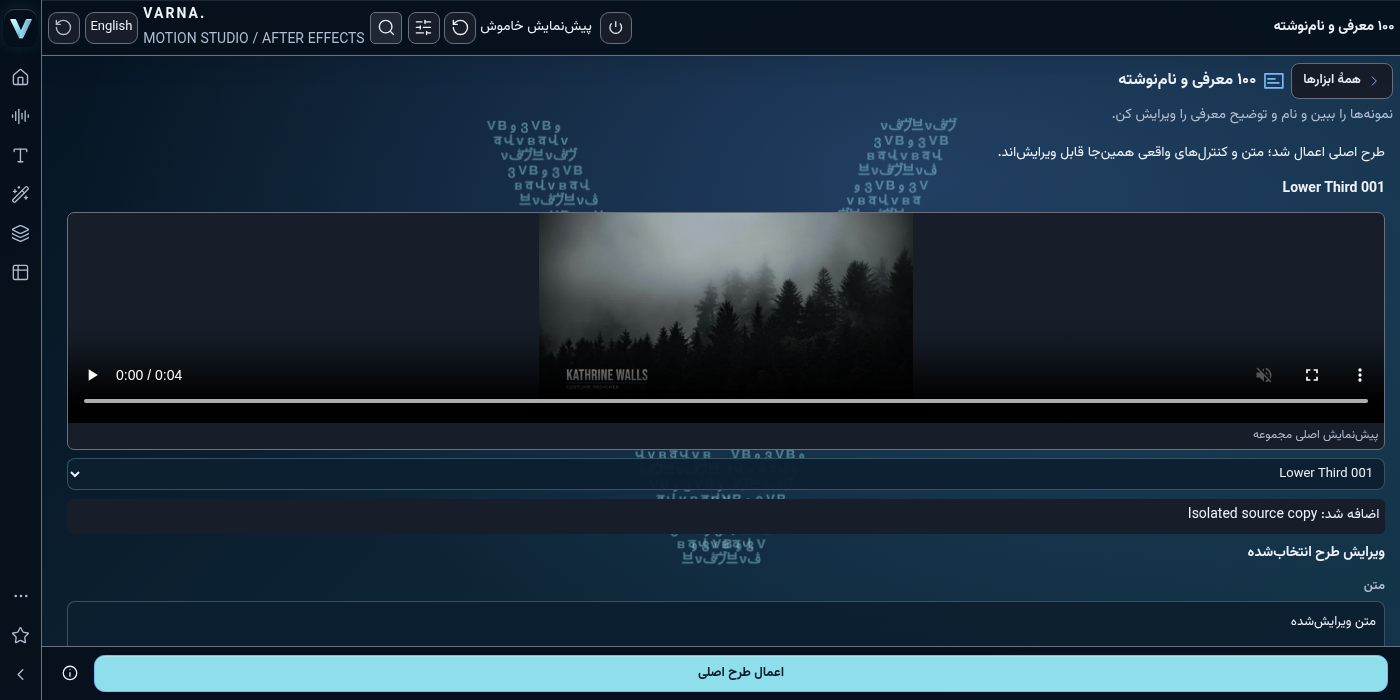 ۱۰۰ معرفی و نام‌نوشته
پیش‌نمایش خاموش
VARNA.
MOTION STUDIO / AFTER EFFECTS
English
همهٔ ابزارها
۱۰۰ معرفی و نام‌نوشته
نمونه‌ها را ببین و نام و توضیح معرفی را ویرایش کن.
طرح اصلی اعمال شد؛ متن و کنترل‌های واقعی همین‌جا قابل ویرایش‌اند.
Lower Third 001
KATHRINE WALLS
COSTUME DESIGNER
0:00 / 0:04
پیش‌نمایش اصلی مجموعه
Lower Third 001
اضافه شد: Isolated source copy
ویرایش طرح انتخاب‌شده
متن
متن ویرایش‌شده
اعمال طرح اصلی